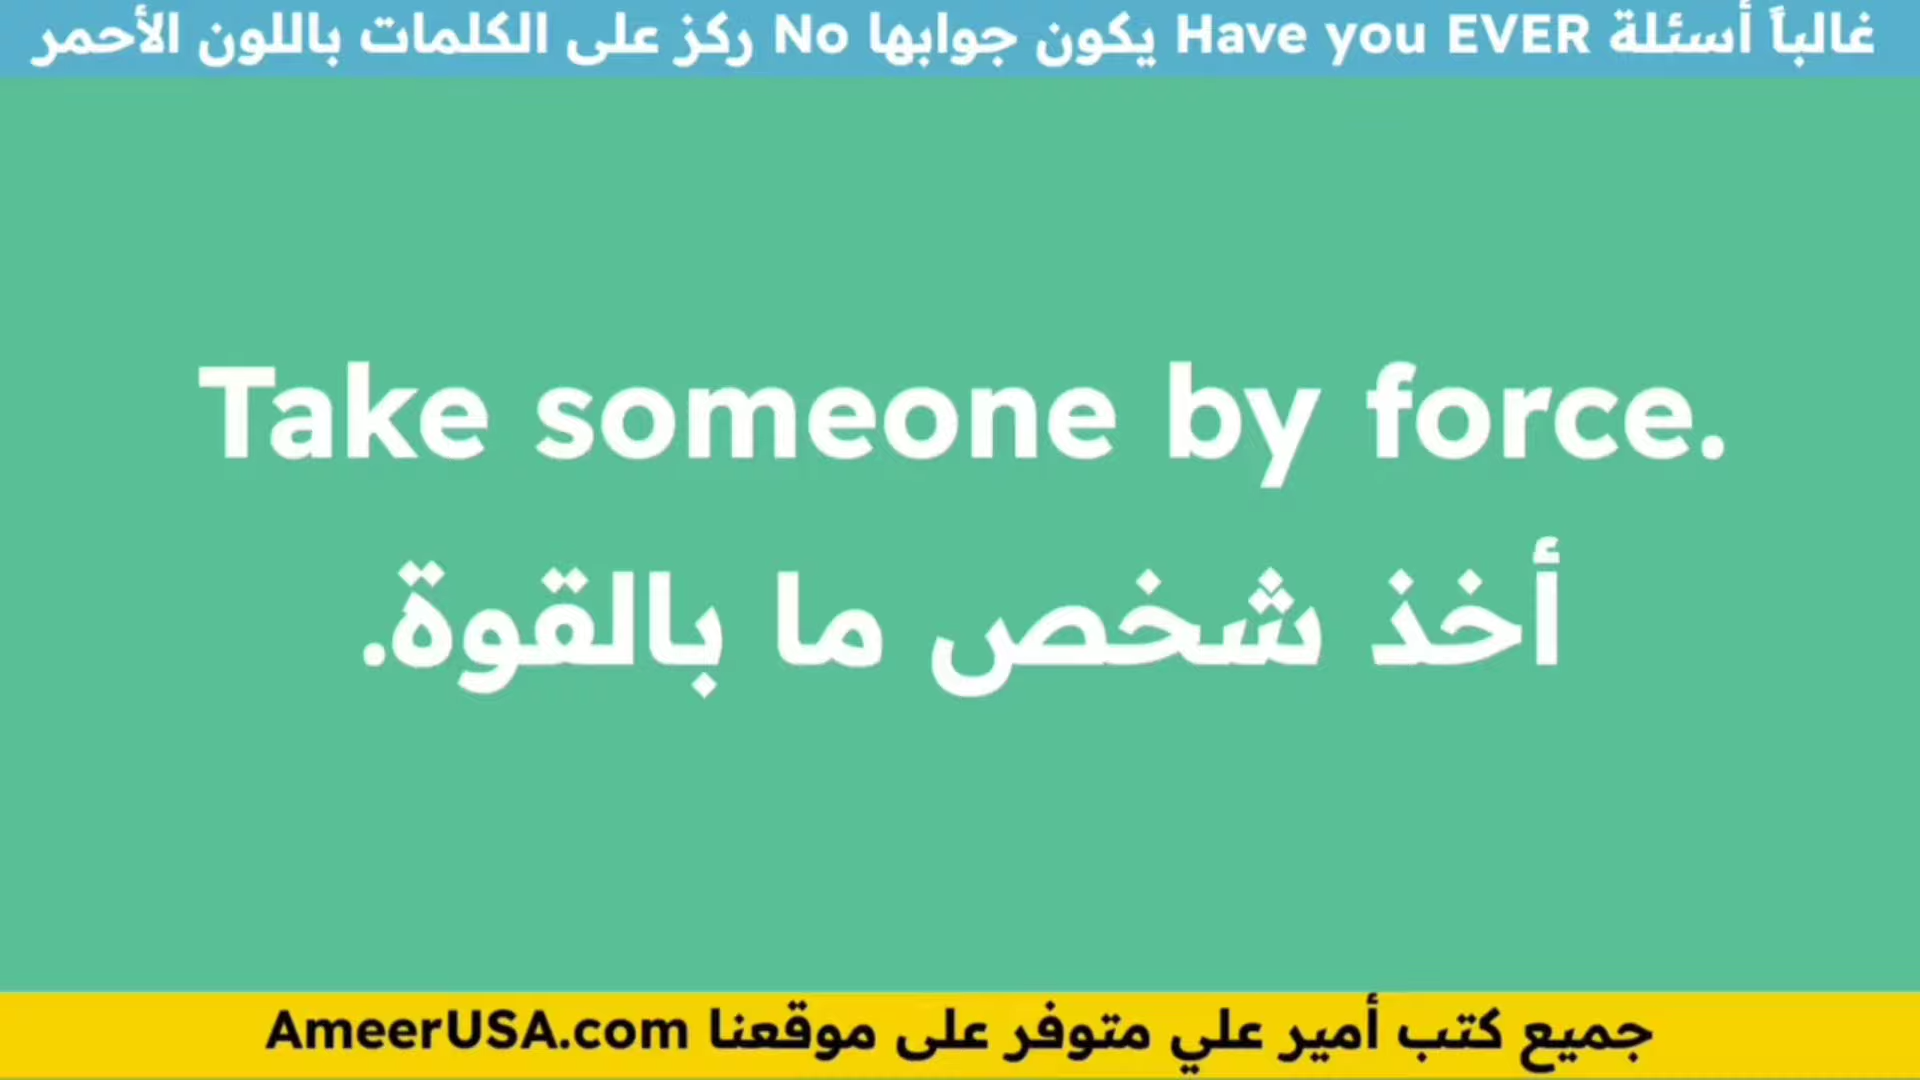 غالباً أسئلة Have you EVER يكون جوابها No ركز على الكلمات باللون الأحمر
Take someone by force.
أخذ شخص ما بالقوة.
جميع كتب أمير علي متوفر على موقعنا AmeerUSA.com